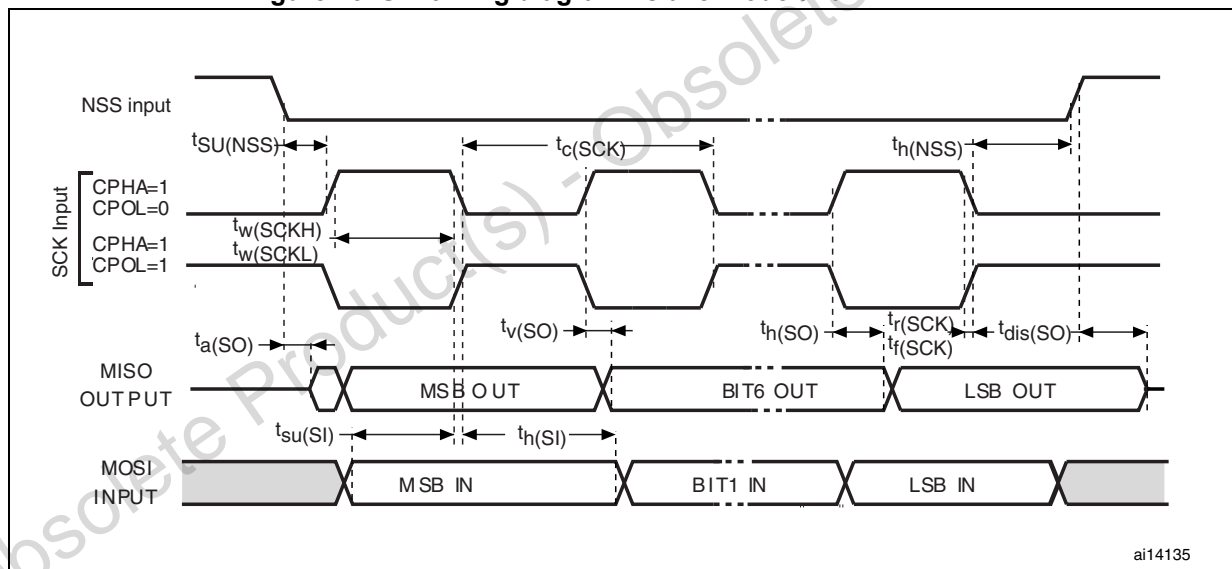 NSS input
tSU(NSS)
tc(SCK)
th(NSS)
SCK Input
CPHA=1
CPOL=0
CPHA=1
CPOL=1
tw(SCKH)
tw(SCKL)
ta(SO)
tv(SO)
th(SO)
tr(SCK)
tf(SCK)
tdis(SO)
MISO
OUTPUT
MSB OUT
BIT6 OUT
LSB OUT
tsu(SI)
th(SI)
MOSI
INPUT
MSB IN
BIT1 IN
LSB IN
ai14135
Obsolete Product(s) - Obsolete